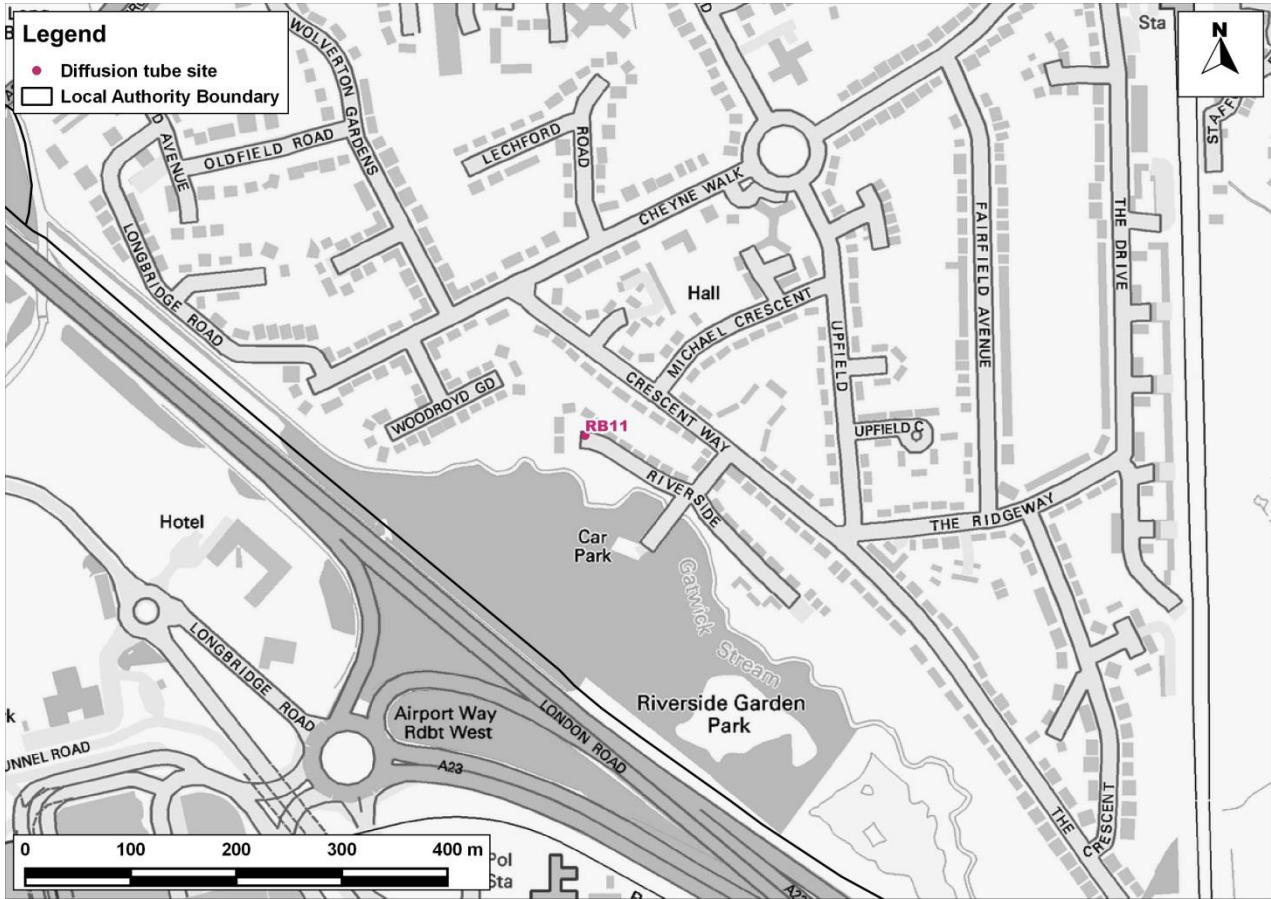 Legend
Diffusion tube site
Local Authority Boundary
N
Sta
WOLVERTON GARDENS
AVENUE
OLDFIELD ROAD
LECHFORD
ROAD
CHEYNE WALK
LONGBRIDGE ROAD
Hall
MICHAEL CRESCENT
UPFIELD
FAIRFIELD AVENUE
THE DRIVE
WOODROYD GD
CRESCENT WAY
RB11
UPFIELD C
RIVERSIDE
THE RIDGEWAY
Hotel
Car
Park
Gatwick
Stream
LONGBRIDGE ROAD
Riverside Garden
Park
Airport Way
Rdbt West
LONDON ROAD
A23
THE
CRESCENT
0 100 200 300 400 m
Pol
Sta